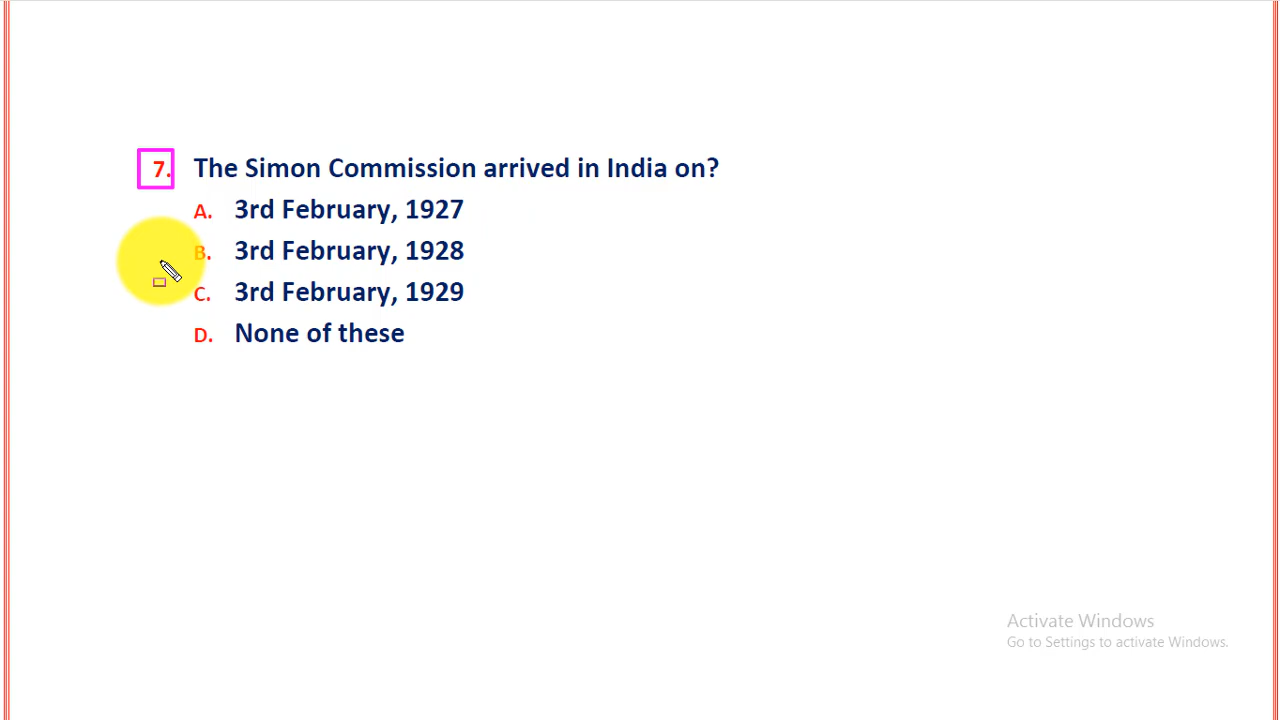 7. The Simon Commission arrived in India on?
A. 3rd February, 1927
B. 3rd February, 1928
C. 3rd February, 1929
D. None of these
Activate Windows
Go to Settings to activate Windows.